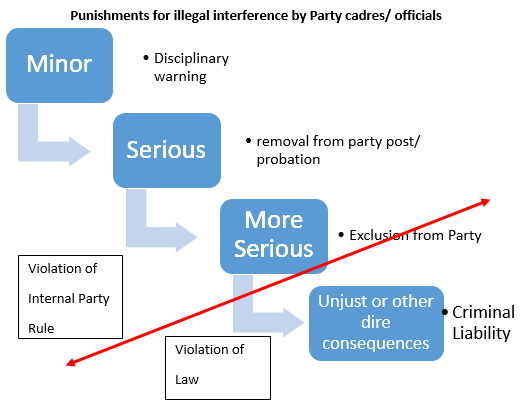 Punishments for illegal interference by Party cadres/ officials
Minor
• Disciplinary
warning
Serious
• removal from party post/
probation
More
Serious
• Exclusion from Party
Violation of
Internal Party
Rule
Unjust or other
dire
consequences
• Criminal
Liability
Violation of
Law